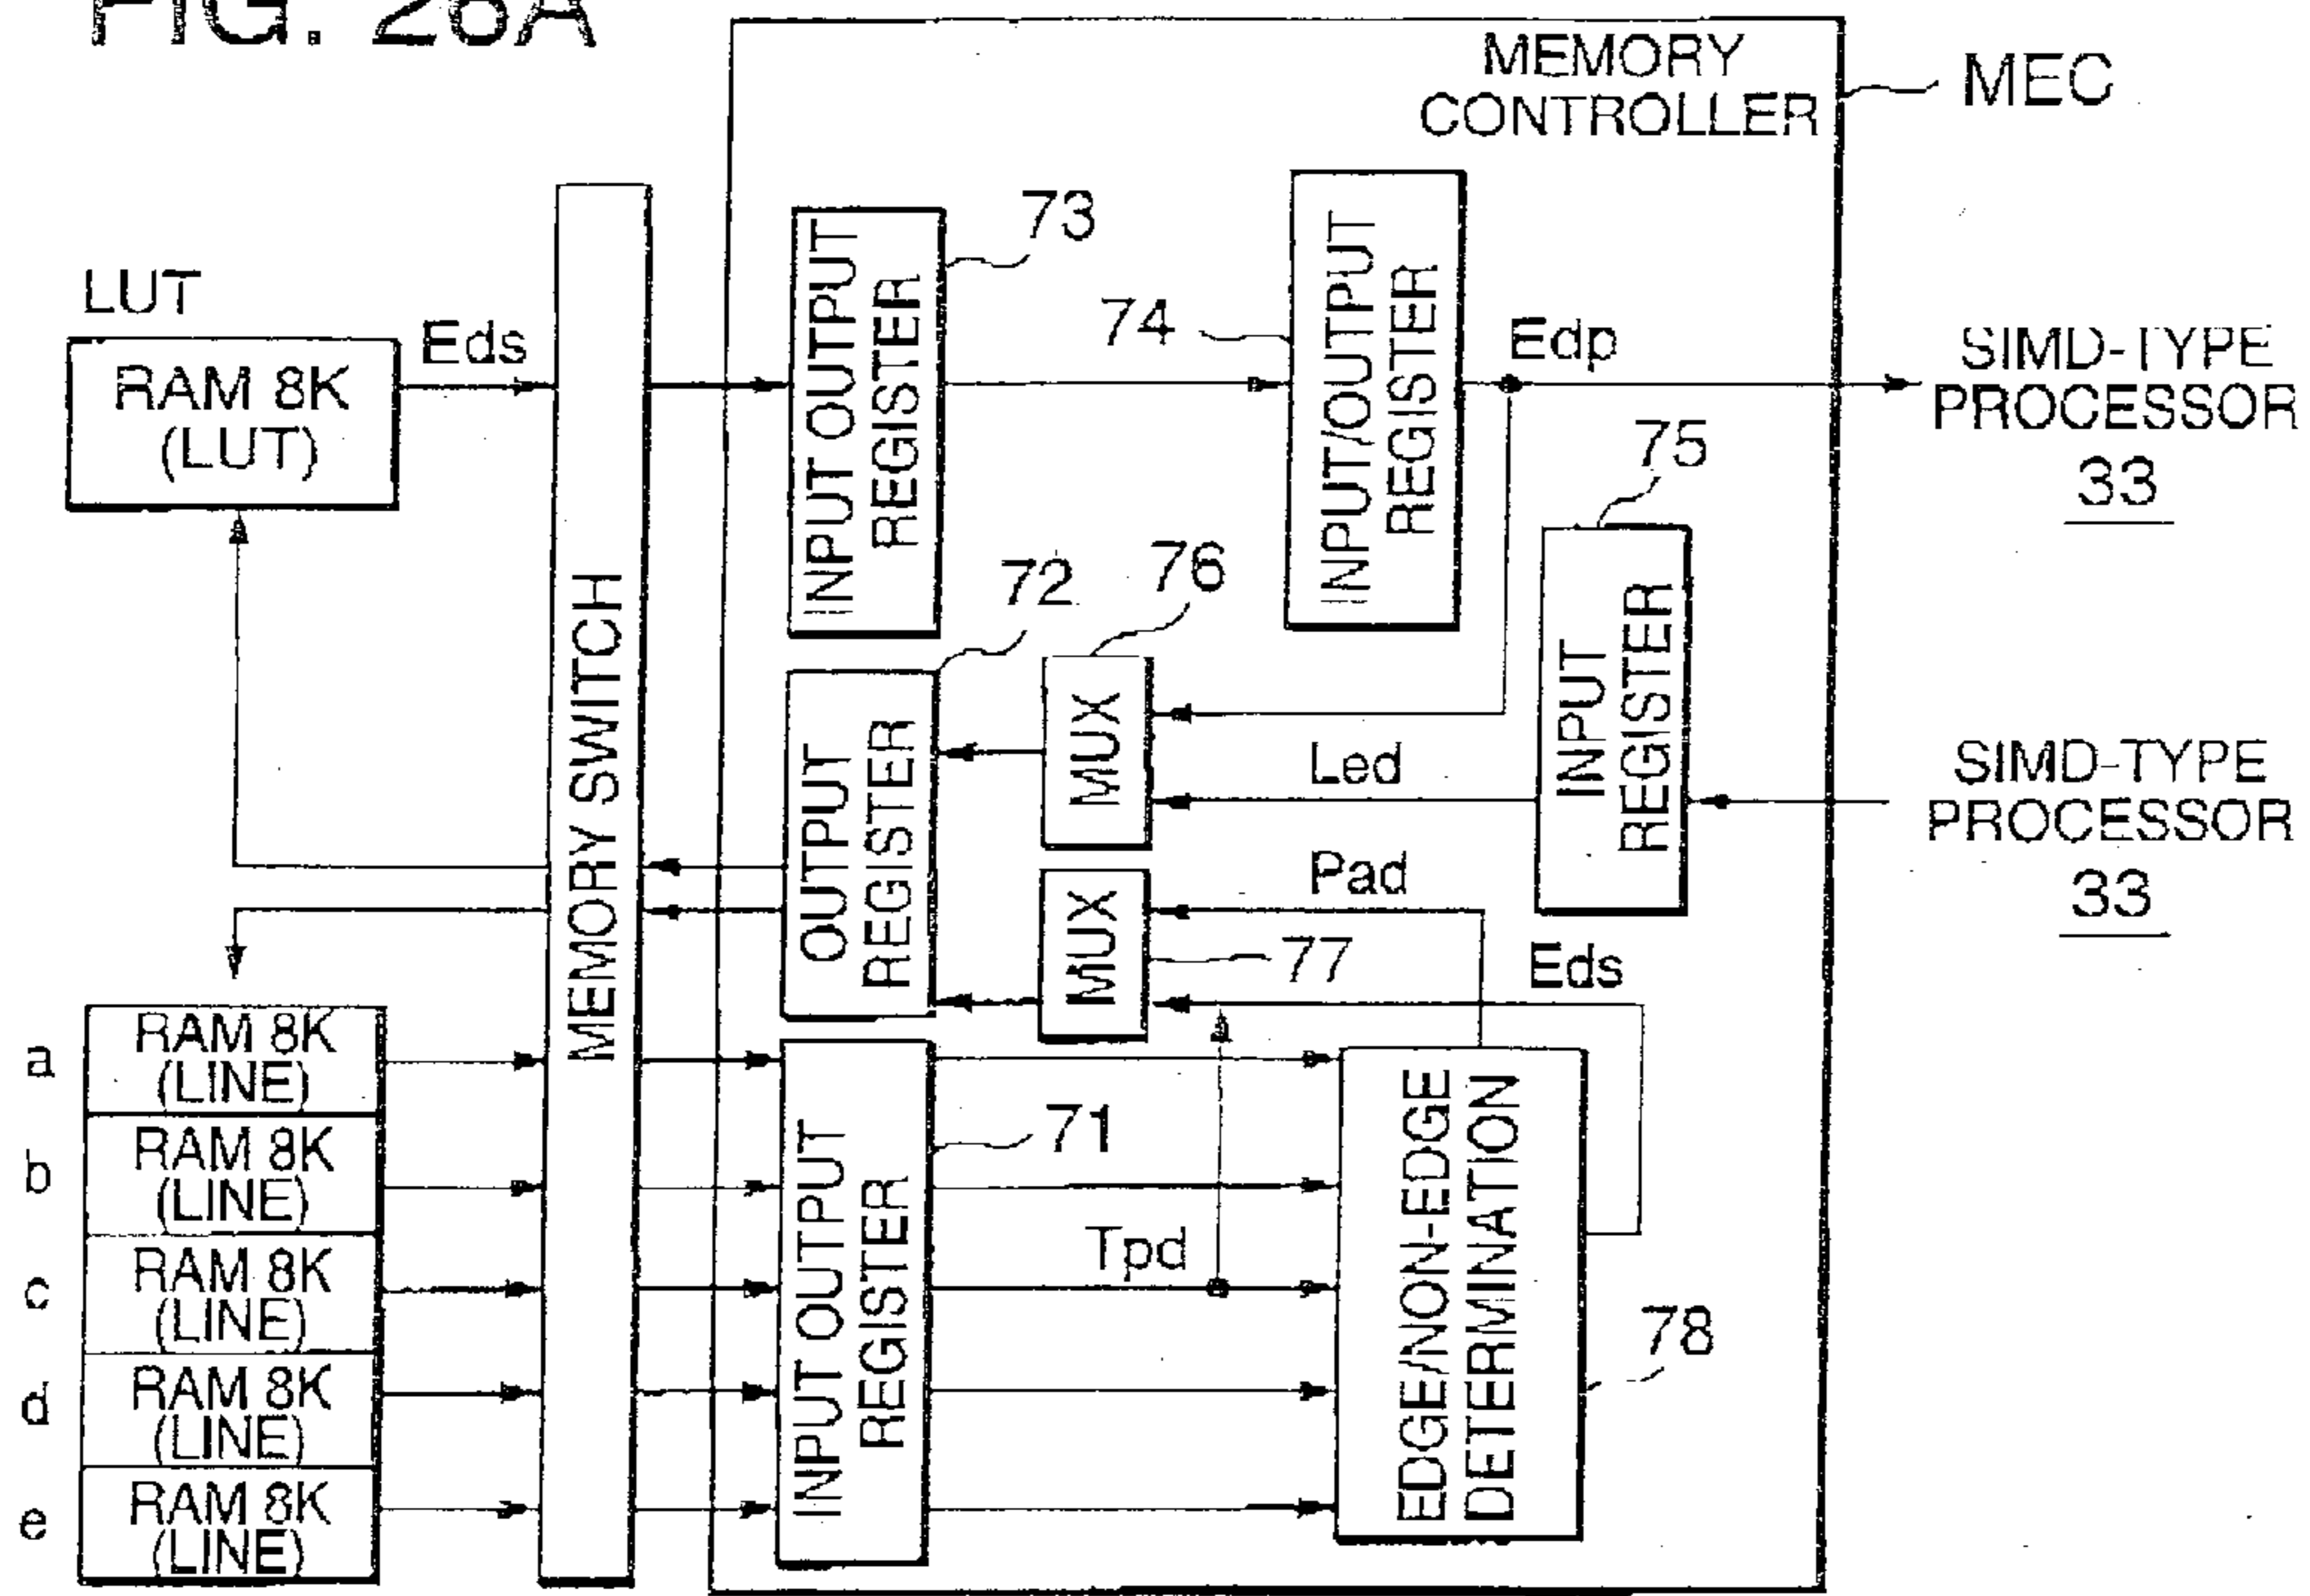 FIG. 26A
MEMORY
CONTROLLER
MEC
73
74
INPUT OUTPUT
REGISTER
INPUT/OUTPUT
REGISTER
LUT
RAM 8K
(LUT)
Eds
Edp
SIMD-TYPE
PROCESSOR
33
75
INPUT
REGISTER
72
76
MEMORY SWITCH
OUTPUT
REGISTER
MUX
Led
SIMD-TYPE
PROCESSOR
33
Pad
MUX
77
Eds
a
RAM 8K
(LINE)
b
RAM 8K
(LINE)
c
RAM 8K
(LINE)
d
RAM 8K
(LINE)
e
RAM 8K
(LINE)
71
INPUT OUTPUT
REGISTER
Tpd
EDGE/NON-EDGE
DETERMINATION
78